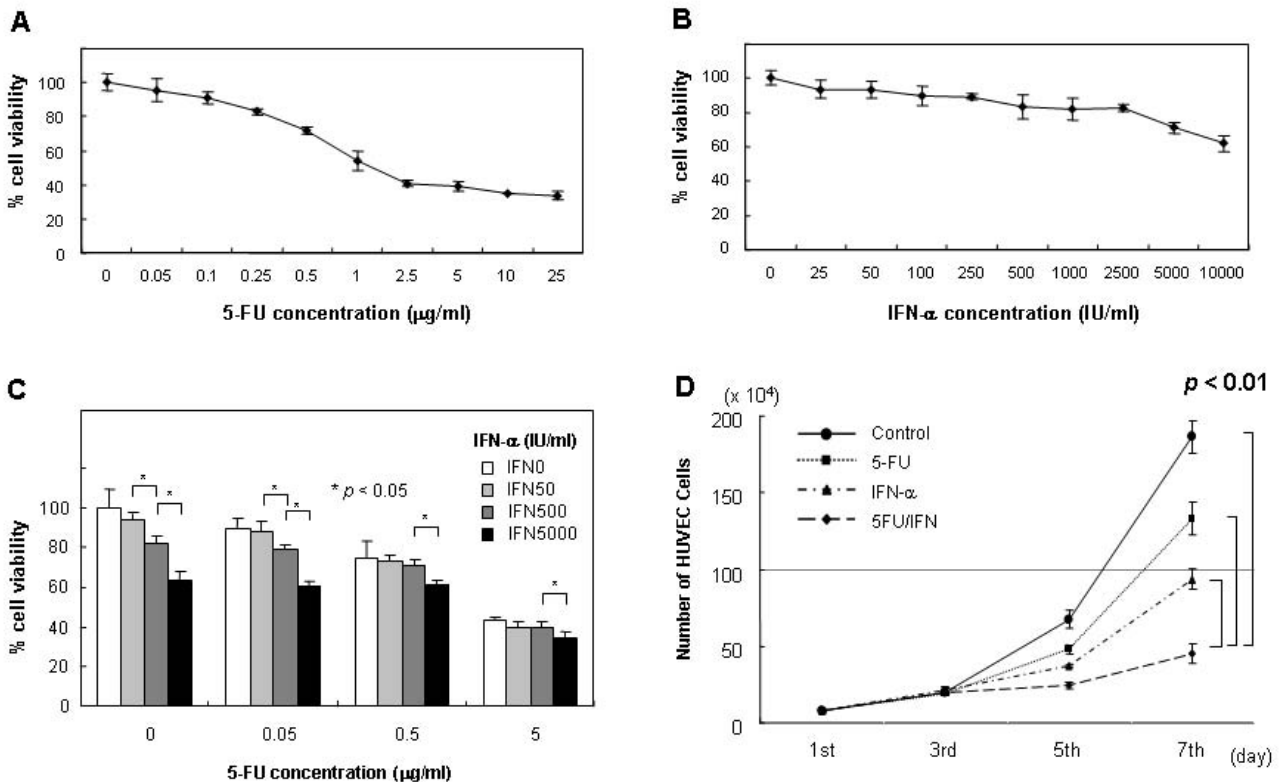 A
% cell viability
100
80
60
40
20
0
0 0.05 0.1 0.25 0.5 1 2.5 5 10 25
5-FU concentration (μg/ml)
B
% cell viability
100
80
60
40
20
0
0 25 50 100 250 500 1000 2500 5000 10000
IFN-α concentration (IU/ml)
C
% cell viability
100
80
60
40
20
0
IFN-α (IU/ml)
IFN0
IFN50
IFN500
IFN5000
* p < 0.05
* * * * * * *
0 0.05 0.5 5
5-FU concentration (μg/ml)
D
(x 10⁴)
p < 0.01
Number of HUVEC Cells
200
150
100
50
0
Control
5-FU
IFN-α
5FU/IFN
1st 3rd 5th 7th (day)